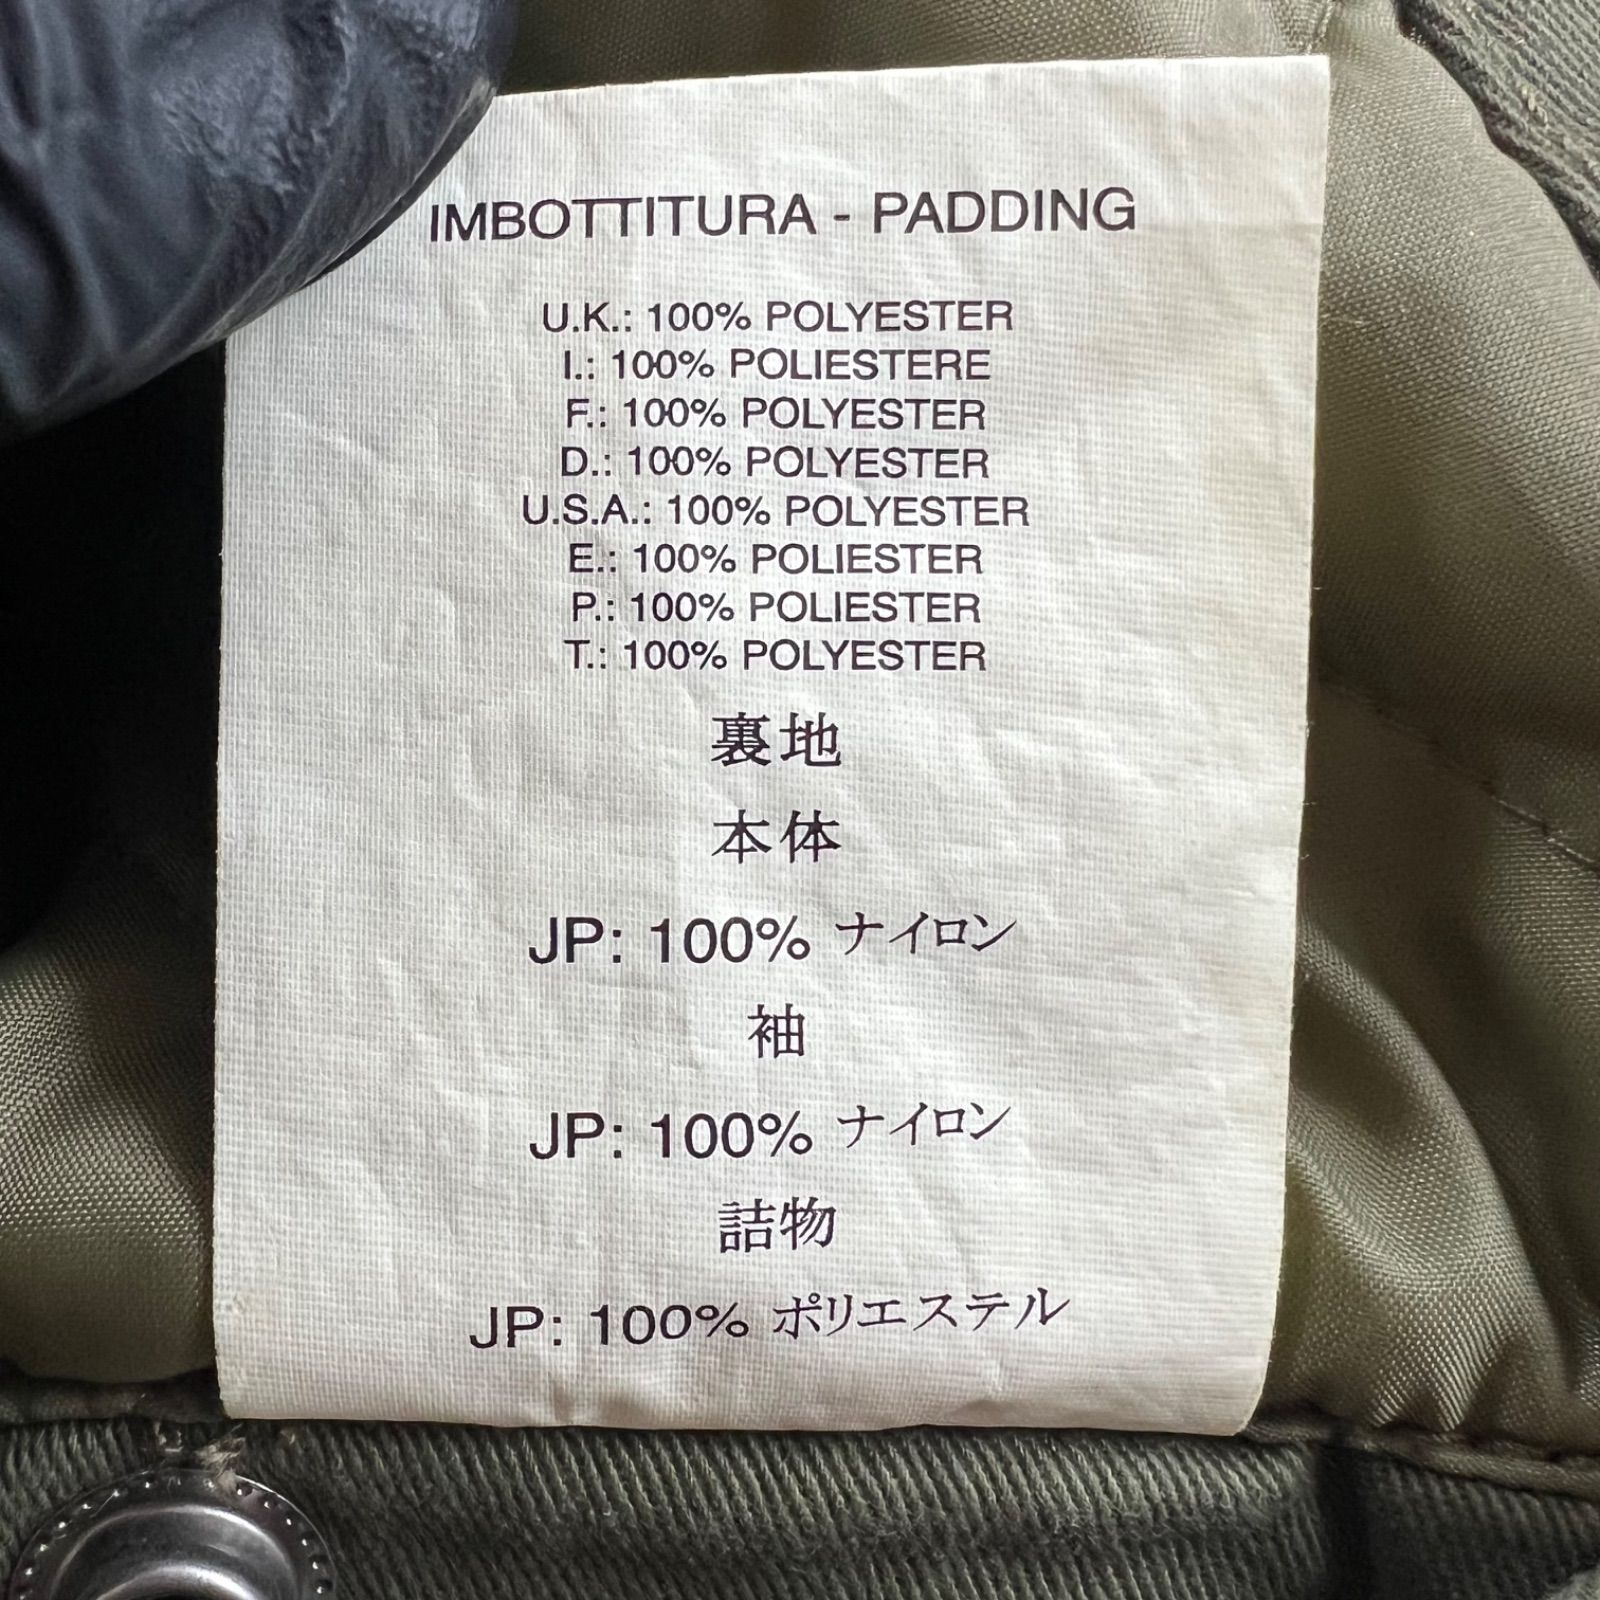 IMBOTTITURA - PADDING
U.K.: 100% POLYESTER
I.: 100% POLIESTERE
F.: 100% POLYESTER
D.: 100% POLYESTER
U.S.A.: 100% POLYESTER
E.: 100% POLIESTER
P.: 100% POLIESTER
T.: 100% POLYESTER
裏地
本体
JP: 100% ナイロン
袖
JP: 100% ナイロン
詰物
JP: 100% ポリエステル